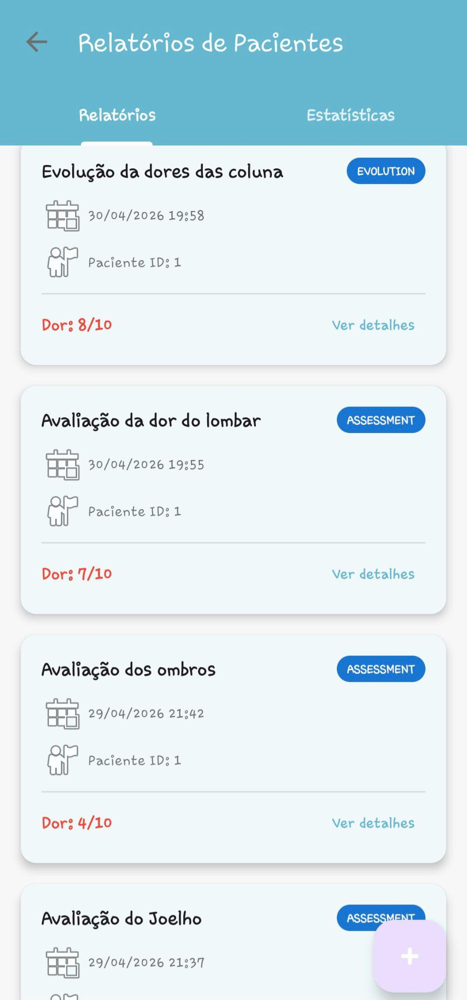 Relatórios de Pacientes
Relatórios
Estatísticas
Evolução da dores das coluna
EVOLUTION
30/04/2026 19:58
Paciente ID: 1
Dor: 8/10
Ver detalhes
Avaliação da dor do lombar
ASSESSMENT
30/04/2026 19:55
Paciente ID: 1
Dor: 7/10
Ver detalhes
Avaliação dos ombros
ASSESSMENT
29/04/2026 21:42
Paciente ID: 1
Dor: 4/10
Ver detalhes
Avaliação do Joelho
ASSESSMENT
29/04/2026 21:37